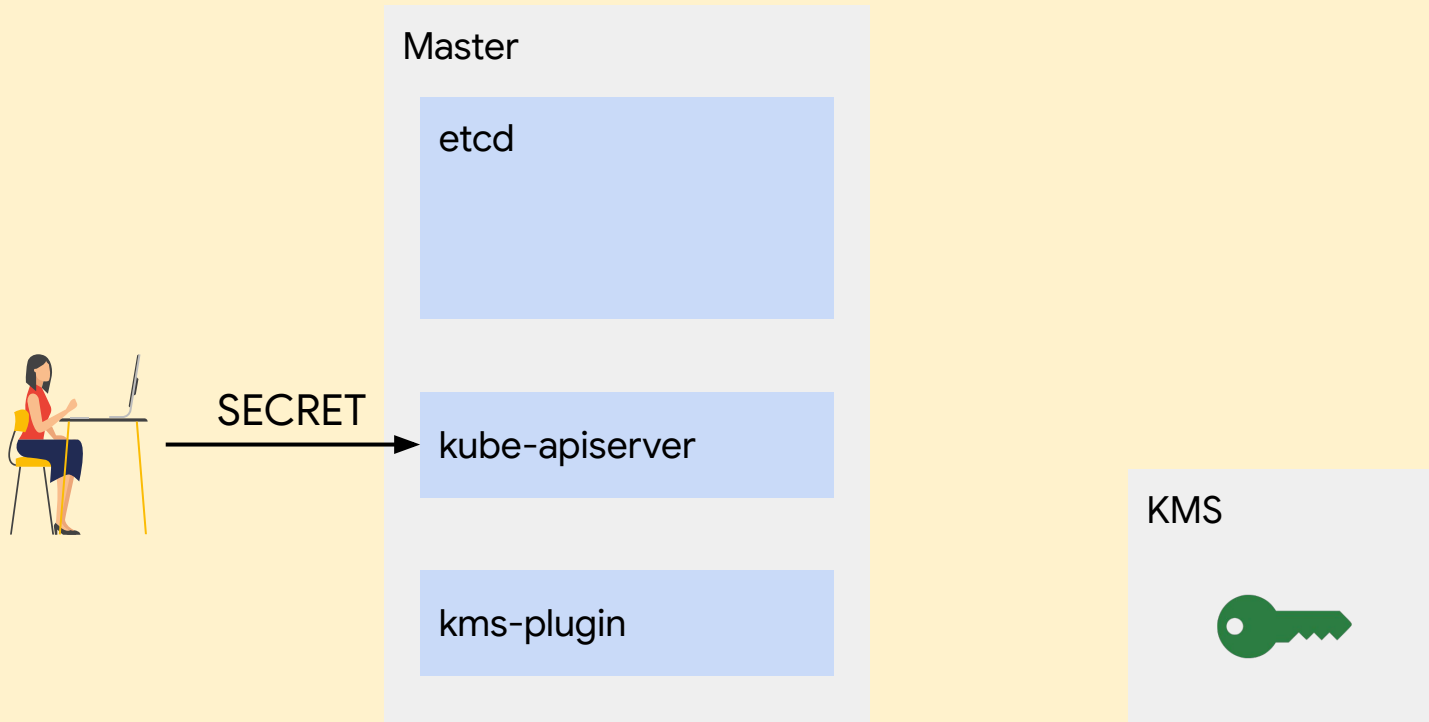 Master
etcd
SECRET
kube-apiserver
KMS
kms-plugin